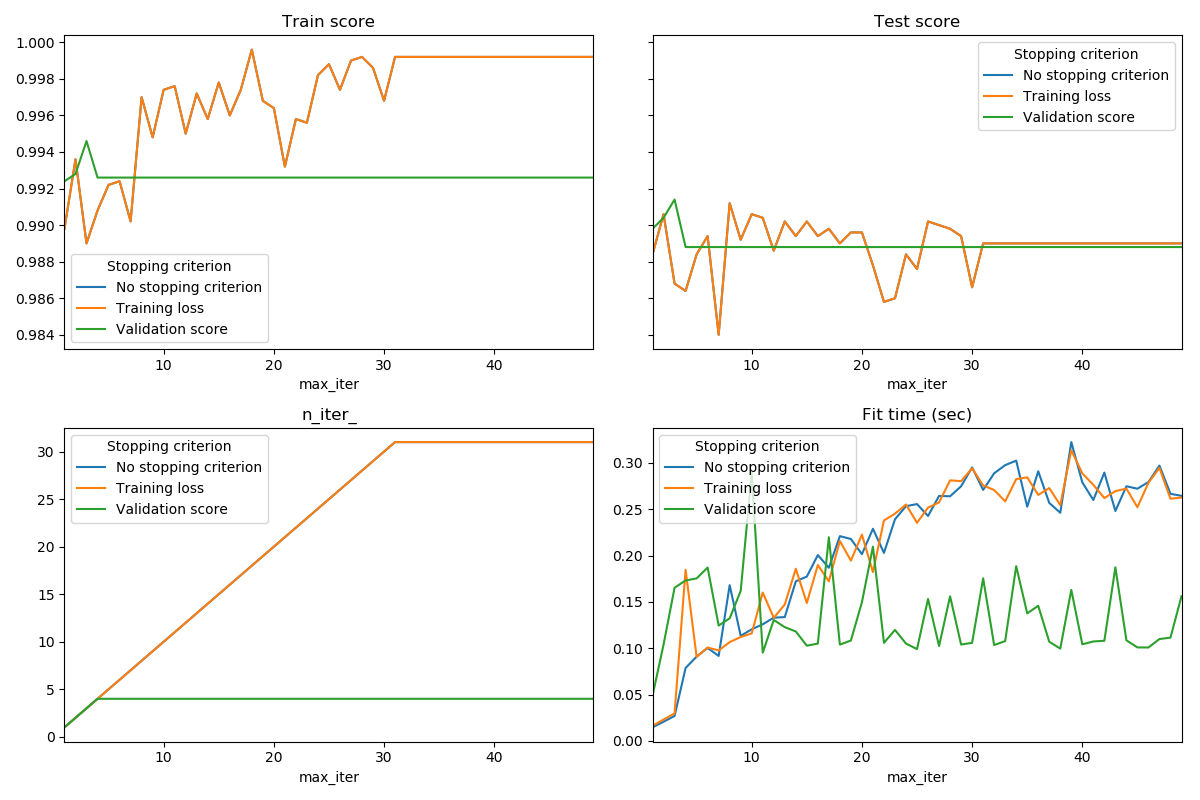 Train score
1.000
0.998
0.996
0.994
0.992
0.990
0.988
0.986
0.984
Stopping criterion
No stopping criterion
Training loss
Validation score
10
20
30
40
max_iter
Test score
Stopping criterion
No stopping criterion
Training loss
Validation score
10
20
30
40
max_iter
n_iter_
30
25
20
15
10
5
0
Stopping criterion
No stopping criterion
Training loss
Validation score
10
20
30
40
max_iter
Fit time (sec)
0.30
0.25
0.20
0.15
0.10
0.05
0.00
Stopping criterion
No stopping criterion
Training loss
Validation score
10
20
30
40
max_iter